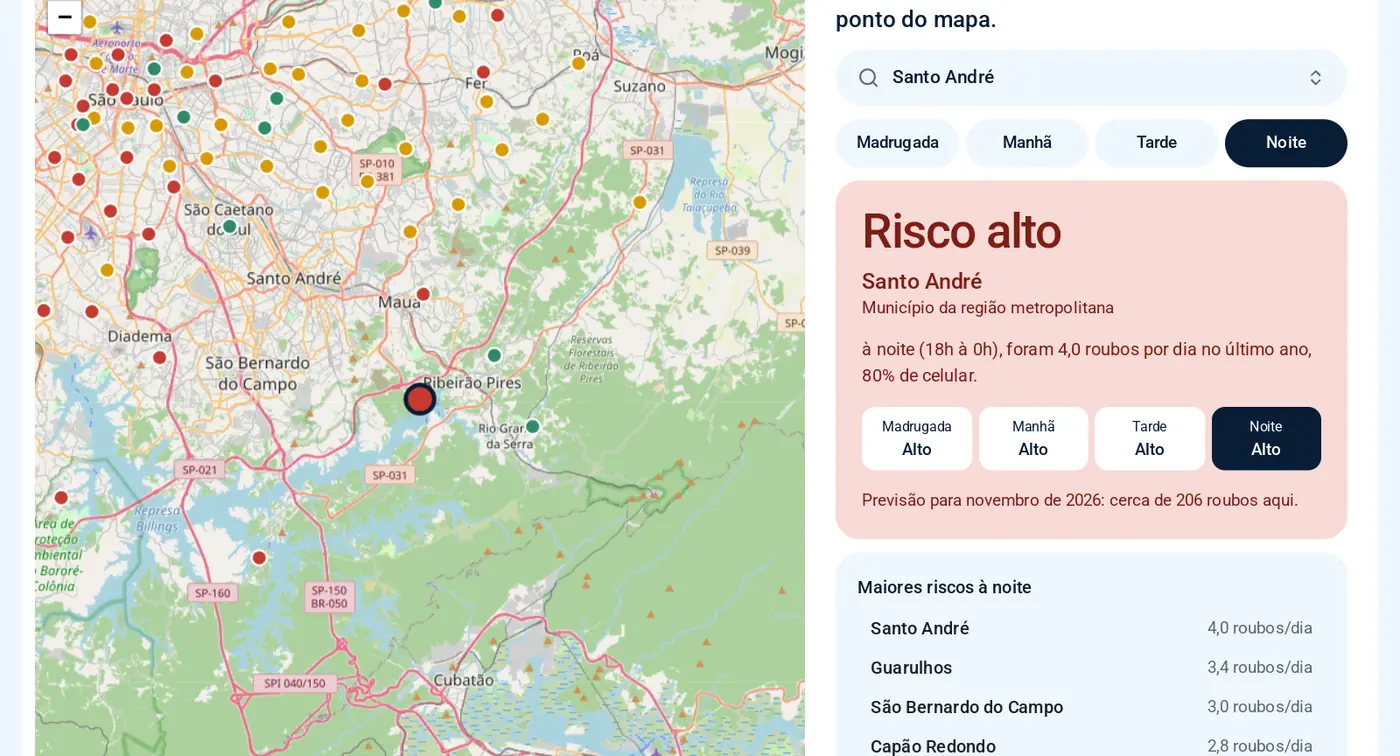 −
ponto do mapa.
Santo André
Madrugada
Manhã
Tarde
Noite
Risco alto
Santo André
Município da região metropolitana
à noite (18h à 0h), foram 4,0 roubos por dia no último ano,
80% de celular.
Madrugada
Alto
Manhã
Alto
Tarde
Alto
Noite
Alto
Previsão para novembro de 2026: cerca de 206 roubos aqui.
Maiores riscos à noite
Santo André
4,0 roubos/dia
Guarulhos
3,4 roubos/dia
São Bernardo do Campo
3,0 roubos/dia
Capão Redondo
2,8 roubos/dia
Aeroporto
e Marte
Poá
Mogi
Suzano
SP-031
SP-010
Represa
do Rio
Taiaçupeba
São Caetano
SP-039
Santo André
Mauá
Diadema
Reservas
Florestais
de Ribeirão
Pires
São Bernardo
do Campo
Ribeirão Pires
da Serra
SP-021
SP-031
Represa
Billings
Colônia
SP-160
SP-150
BR-050
SPI 040/150
Cubatão